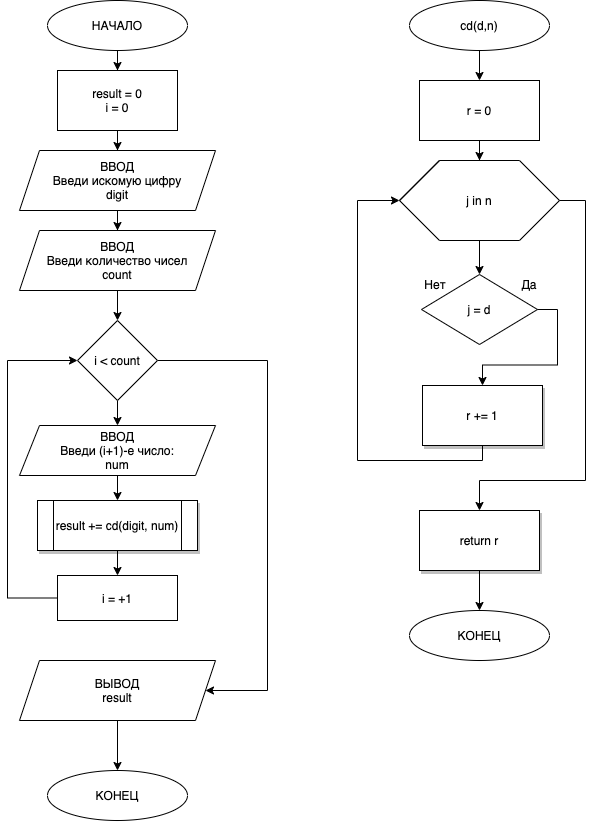 НАЧАЛО
result = 0
i = 0
ВВОД
Введи искомую цифру
digit
ВВОД
Введи количество чисел
count
i < count
ВВОД
Введи (i+1)-е число:
num
result += cd(digit, num)
i = +1
ВЫВОД
result
КОНЕЦ
cd(d,n)
r = 0
j in n
Нет
Да
j = d
r += 1
return r
КОНЕЦ